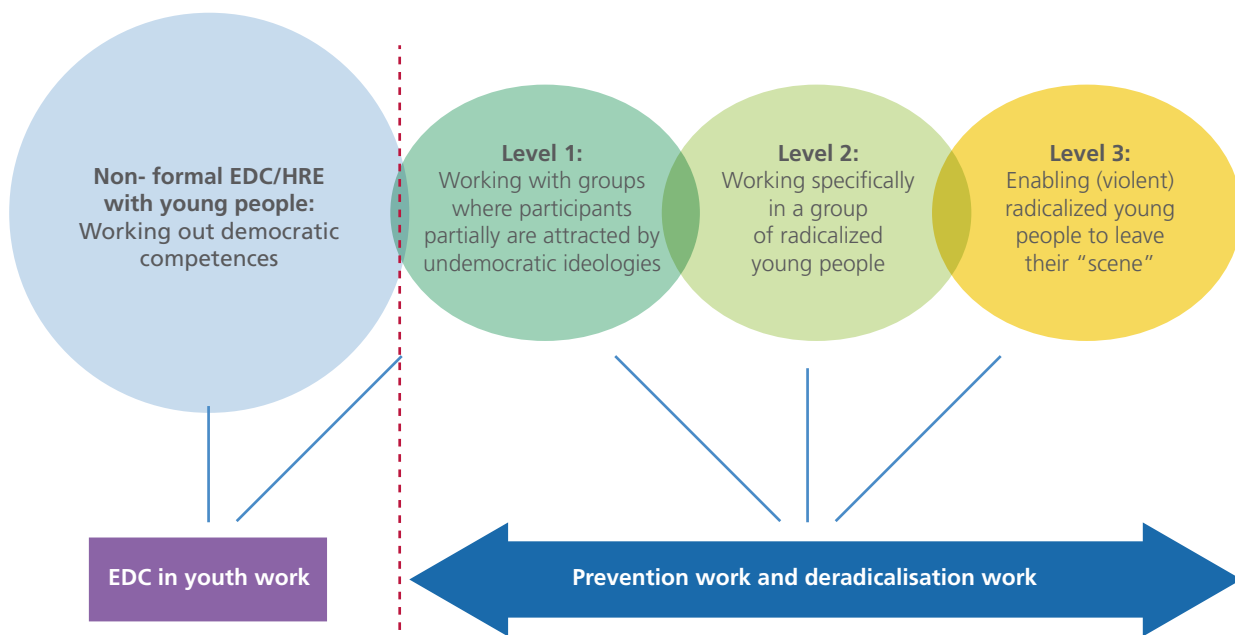 Non- formal EDC/HRE
with young people:
Working out democratic
competences
Level 1:
Working with groups
where participants
partially are attracted by
undemocratic ideologies
Level 2:
Working specifically
in a group
of radicalized
young people
Level 3:
Enabling (violent)
radicalized young
people to leave
their “scene”
EDC in youth work
Prevention work and deradicalisation work